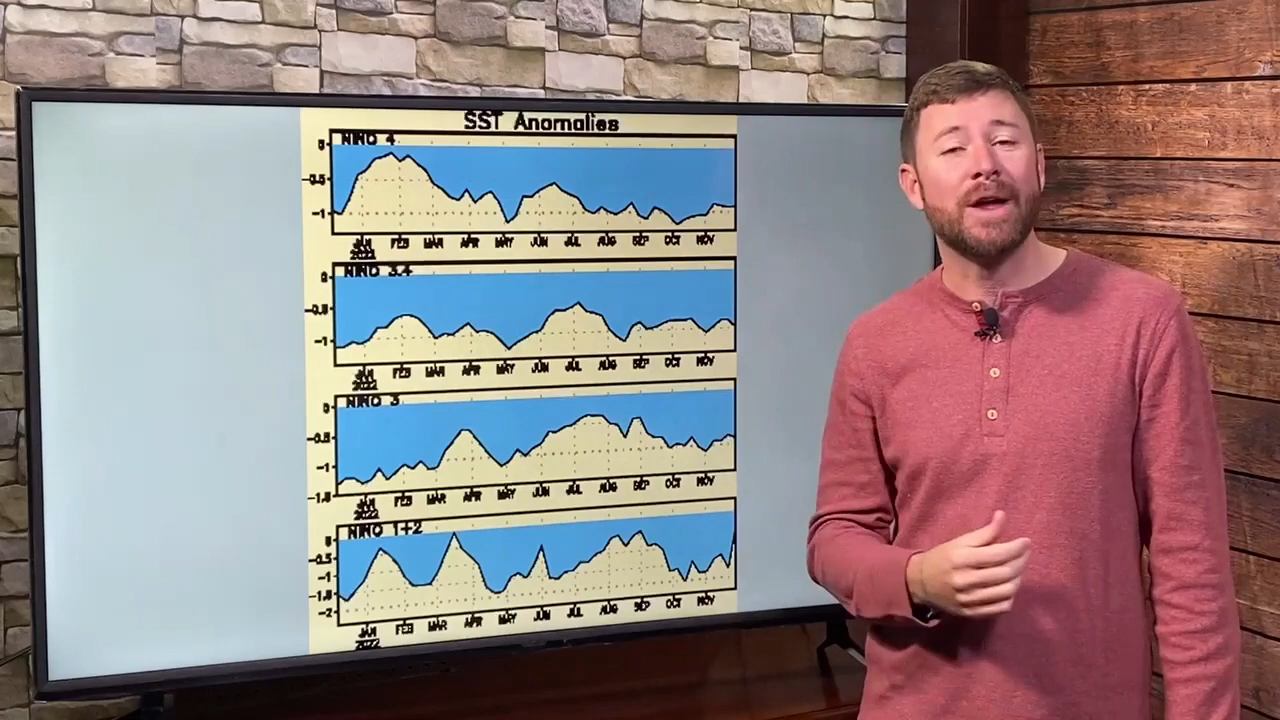 SST Anomalies
NINO 4
0
-0.5
-1
JAN FEB MAR APR MAY JUN JUL AUG SEP OCT NOV
2022
NINO 3.4
0
-0.5
-1
JAN FEB MAR APR MAY JUN JUL AUG SEP OCT NOV
2022
NINO 3
0
-0.5
-1
-1.5
JAN FEB MAR APR MAY JUN JUL AUG SEP OCT NOV
2022
NINO 1+2
0
-0.5
-1
-1.5
-2
JAN FEB MAR APR MAY JUN JUL AUG SEP OCT NOV
2022